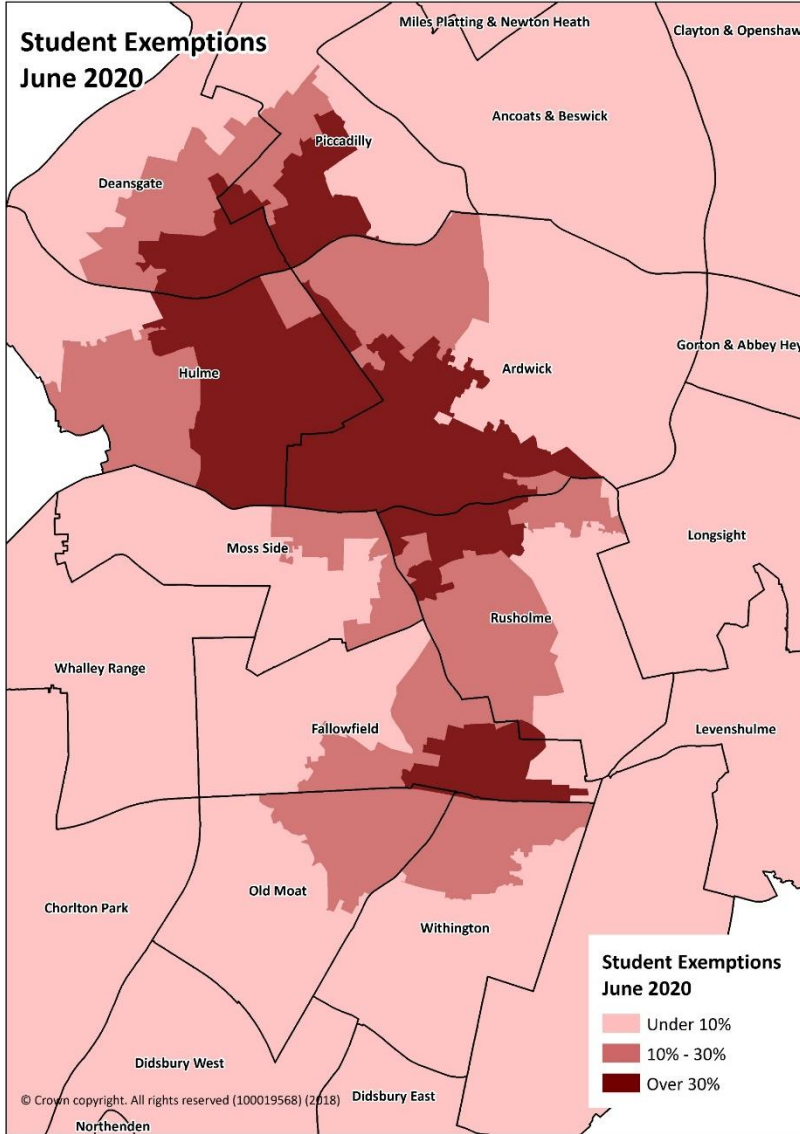 Student Exemptions
June 2020
Miles Platting & Newton Heath
Clayton & Openshaw
Ancoats & Beswick
Piccadilly
Deansgate
Gorton & Abbey Hey
Hulme
Ardwick
Longsight
Moss Side
Rusholme
Whalley Range
Fallowfield
Levenshulme
Old Moat
Chorlton Park
Withington
Student Exemptions
June 2020
Under 10%
10% - 30%
Over 30%
Didsbury West
© Crown copyright. All rights reserved (100019568) (2018)
Didsbury East
Northenden